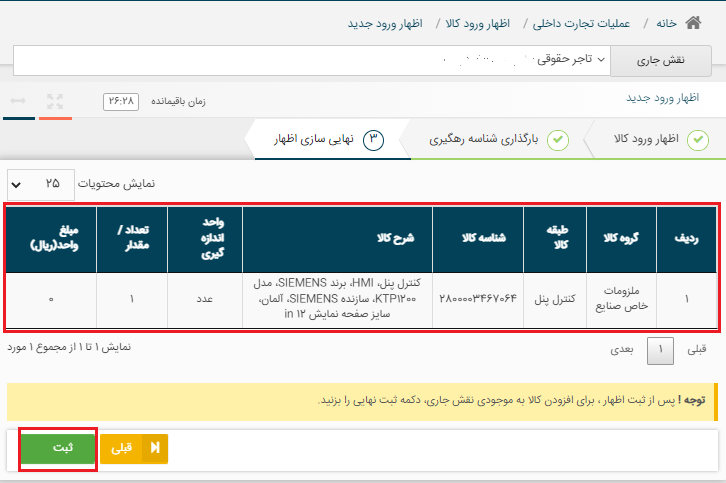 خانه / عملیات تجارت داخلی / اظهار ورود کالا / اظهار ورود جدید
نقش جاری
تاجر حقوقی
اظهار ورود جدید
زمان باقیمانده ۲۶:۲۸
اظهار ورود کالا
بارگذاری شناسه رهگیری
۳ نهایی سازی اظهار
نمایش محتویات ۲۵
ردیف
گروه کالا
طبقه
کالا
شناسه کالا
شرح کالا
واحد
اندازه
گیری
تعداد /
مقدار
مبلغ
واحد(ریال)
۱
ملزومات
خاص صنایع
کنترل پنل
۲۸۰۰۰۰۳۴۶۷۰۶۴
کنترل پنل، HMI، برند SIEMENS، مدل
KTP۱۲۰۰، سازنده SIEMENS، آلمان،
سایز صفحه نمایش ۱۲ in
عدد
۱
۰
قبلی ۱ بعدی
نمایش ۱ تا ۱ از مجموع ۱ مورد
توجه ! پس از ثبت اظهار ، برای افزودن کالا به موجودی نقش جاری، دکمه ثبت نهایی را بزنید.
قبلی
ثبت